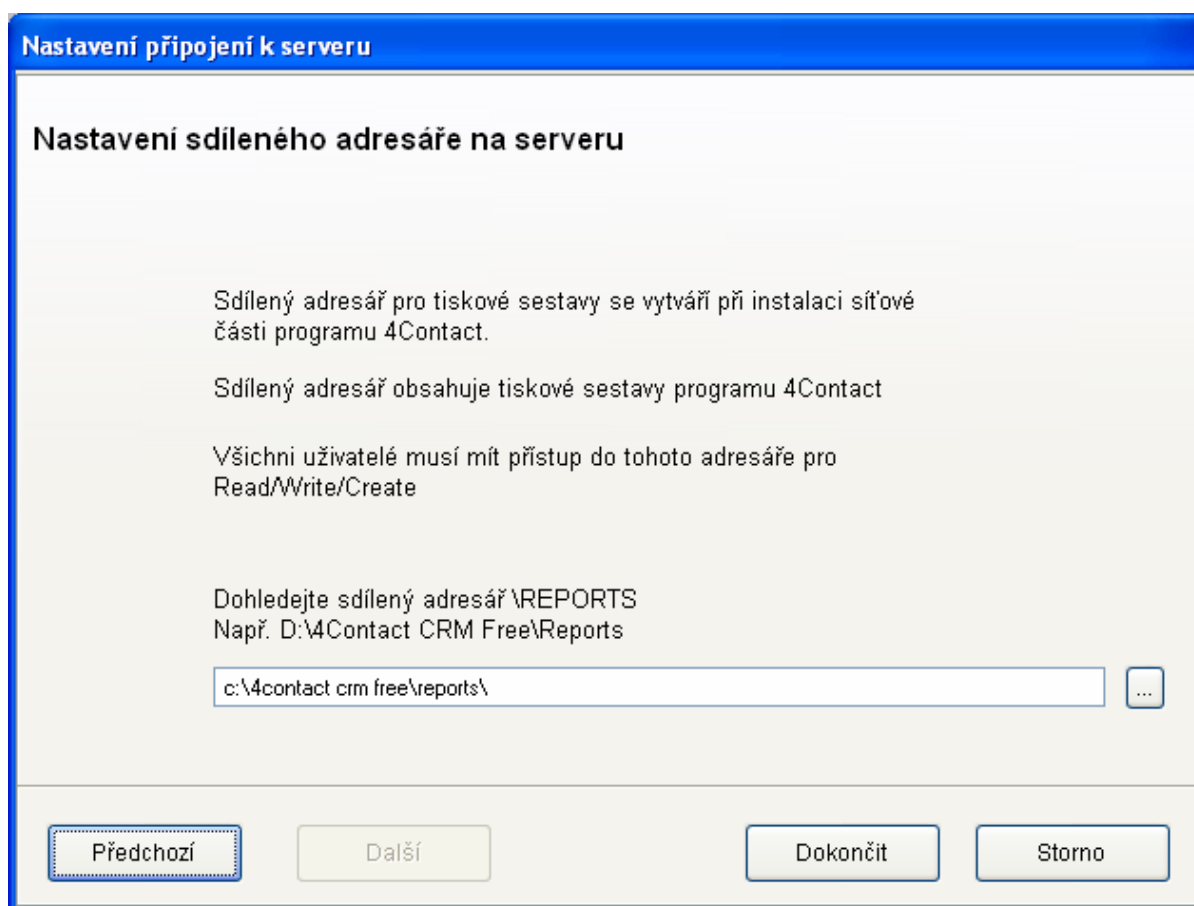 Nastavení připojení k serveru
Nastavení sdíleného adresáře na serveru
Sdílený adresář pro tiskové sestavy se vytváří při instalaci síťové
části programu 4Contact.
Sdílený adresář obsahuje tiskové sestavy programu 4Contact
Všichni uživatelé musí mít přístup do tohoto adresáře pro
Read/Write/Create
Dohledejte sdílený adresář \REPORTS
Např. D:\4Contact CRM Free\Reports
c:\4contact crm free\reports\
...
Předchozí
Další
Dokončit
Storno